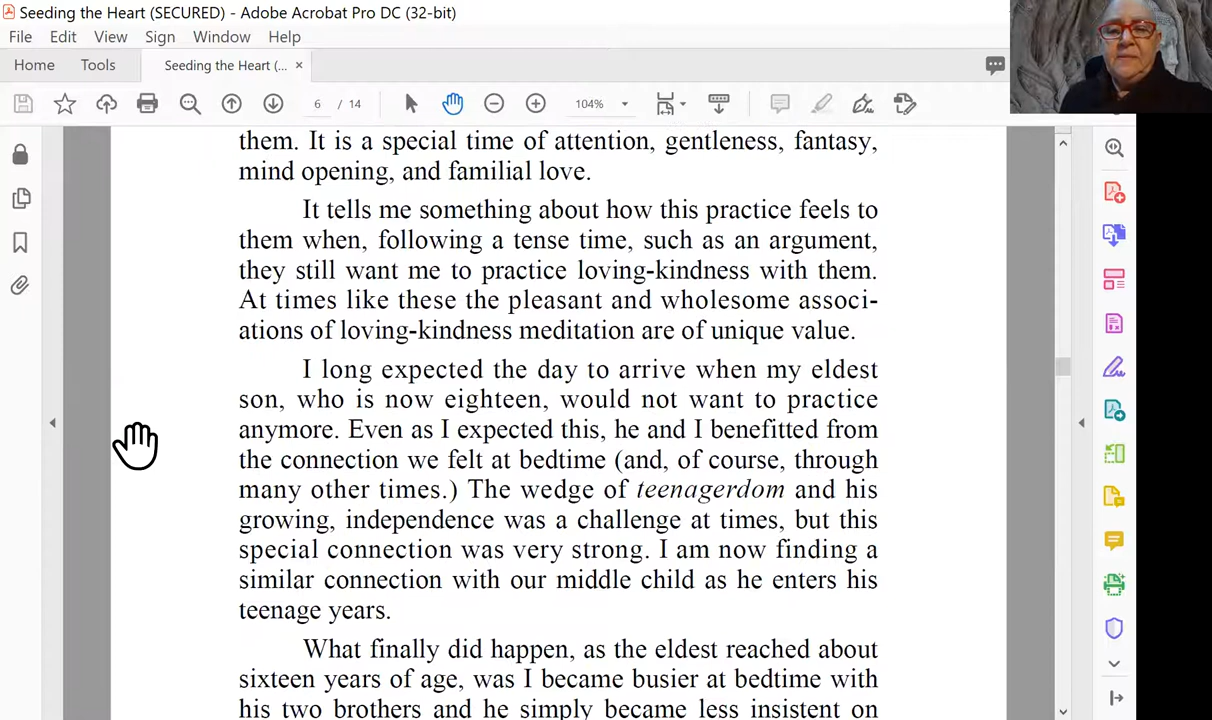 Seeding the Heart (SECURED) - Adobe Acrobat Pro DC (32-bit)
File Edit View Sign Window Help
Home Tools Seeding the Heart (... ×
6 / 14 104%
them. It is a special time of attention, gentleness, fantasy,
mind opening, and familial love.
It tells me something about how this practice feels to
them when, following a tense time, such as an argument,
they still want me to practice loving-kindness with them.
At times like these the pleasant and wholesome associ-
ations of loving-kindness meditation are of unique value.
I long expected the day to arrive when my eldest
son, who is now eighteen, would not want to practice
anymore. Even as I expected this, he and I benefitted from
the connection we felt at bedtime (and, of course, through
many other times.) The wedge of teenagerdom and his
growing, independence was a challenge at times, but this
special connection was very strong. I am now finding a
similar connection with our middle child as he enters his
teenage years.
What finally did happen, as the eldest reached about
sixteen years of age, was I became busier at bedtime with
his two brothers and he simply became less insistent on